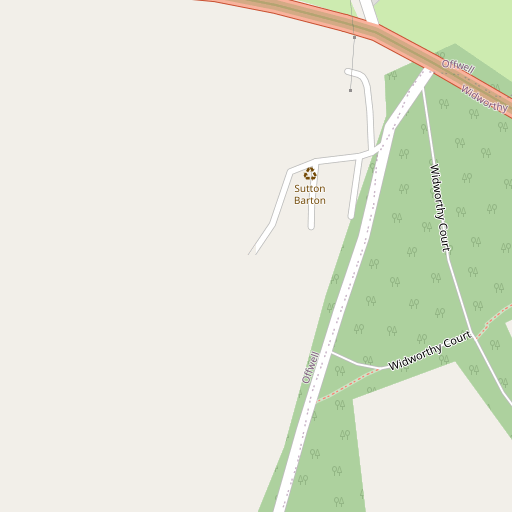 Offwell
Widworthy
Sutton
Barton
Widworthy Court
Widworthy Court
Offwell